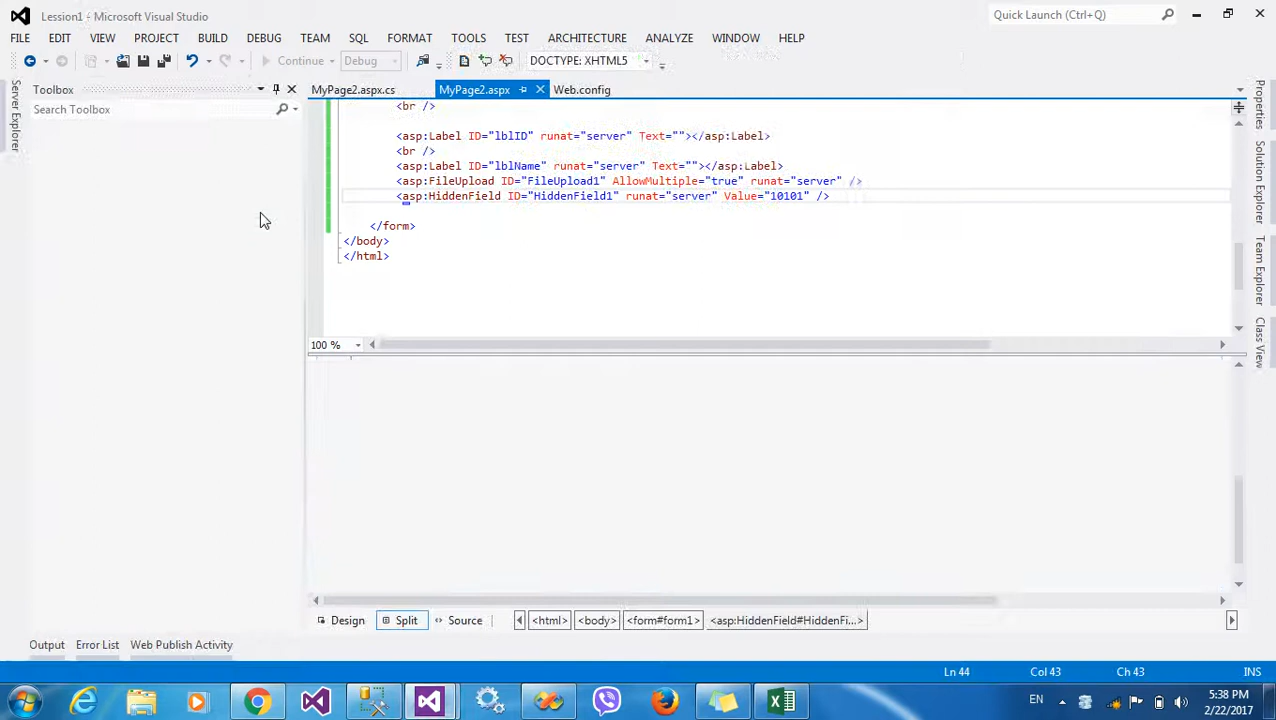 Lession1 - Microsoft Visual Studio
Quick Launch (Ctrl+Q)
FILE EDIT VIEW PROJECT BUILD DEBUG TEAM SQL FORMAT TOOLS TEST ARCHITECTURE ANALYZE WINDOW HELP
Continue Debug DOCTYPE: XHTML5
Toolbox
MyPage2.aspx.cs MyPage2.aspx Web.config
Search Toolbox
Server Explorer
Properties
Solution Explorer
Team Explorer
Class View
<br />
<asp:Label ID="lblID" runat="server" Text=""></asp:Label>
<br />
<asp:Label ID="lblName" runat="server" Text=""></asp:Label>
<asp:FileUpload ID="FileUpload1" AllowMultiple="true" runat="server" />
<asp:HiddenField ID="HiddenField1" runat="server" Value="10101" />
</form>
</body>
</html>
100 %
Design Split Source <html> <body> <form#form1> <asp:HiddenField#HiddenFi...>
Output Error List Web Publish Activity
Ln 44 Col 43 Ch 43 INS
EN
5:38 PM
2/22/2017